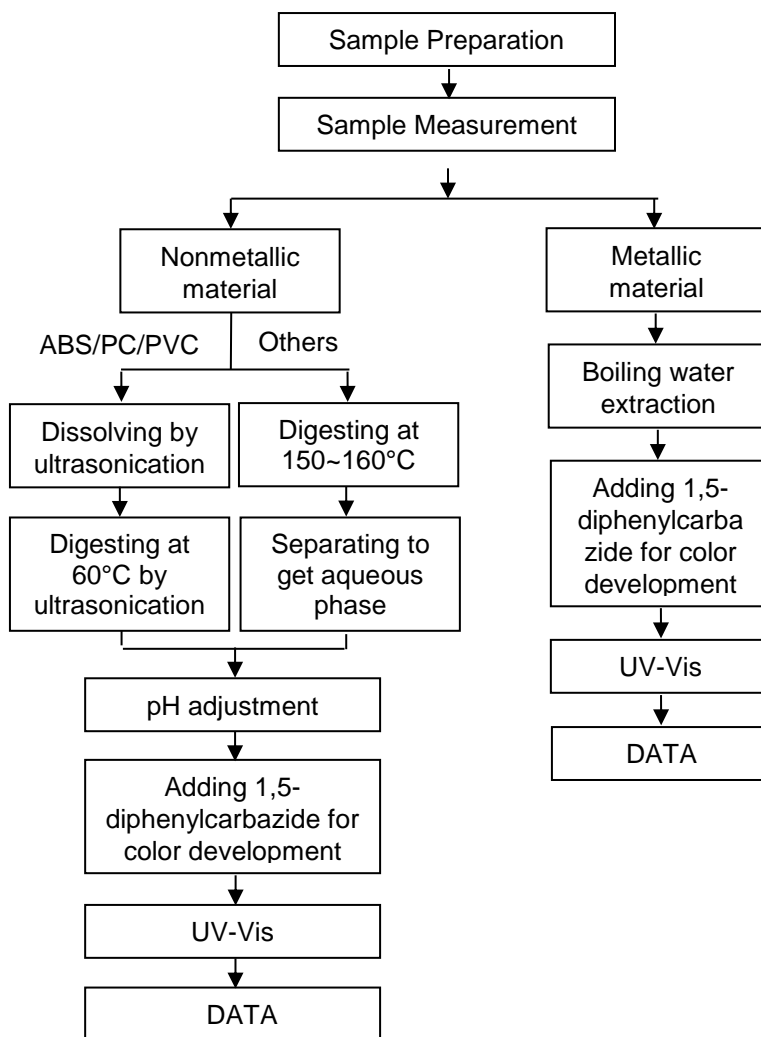 Sample Preparation
Sample Measurement
Nonmetallic
material
ABS/PC/PVC
Others
Dissolving by
ultrasonication
Digesting at
150~160°C
Digesting at
60°C by
ultrasonication
Separating to
get aqueous
phase
pH adjustment
Adding 1,5-
diphenylcarbazide for
color development
UV-Vis
DATA
Metallic
material
Boiling water
extraction
Adding 1,5-
diphenylcarba
zide for color
development
UV-Vis
DATA